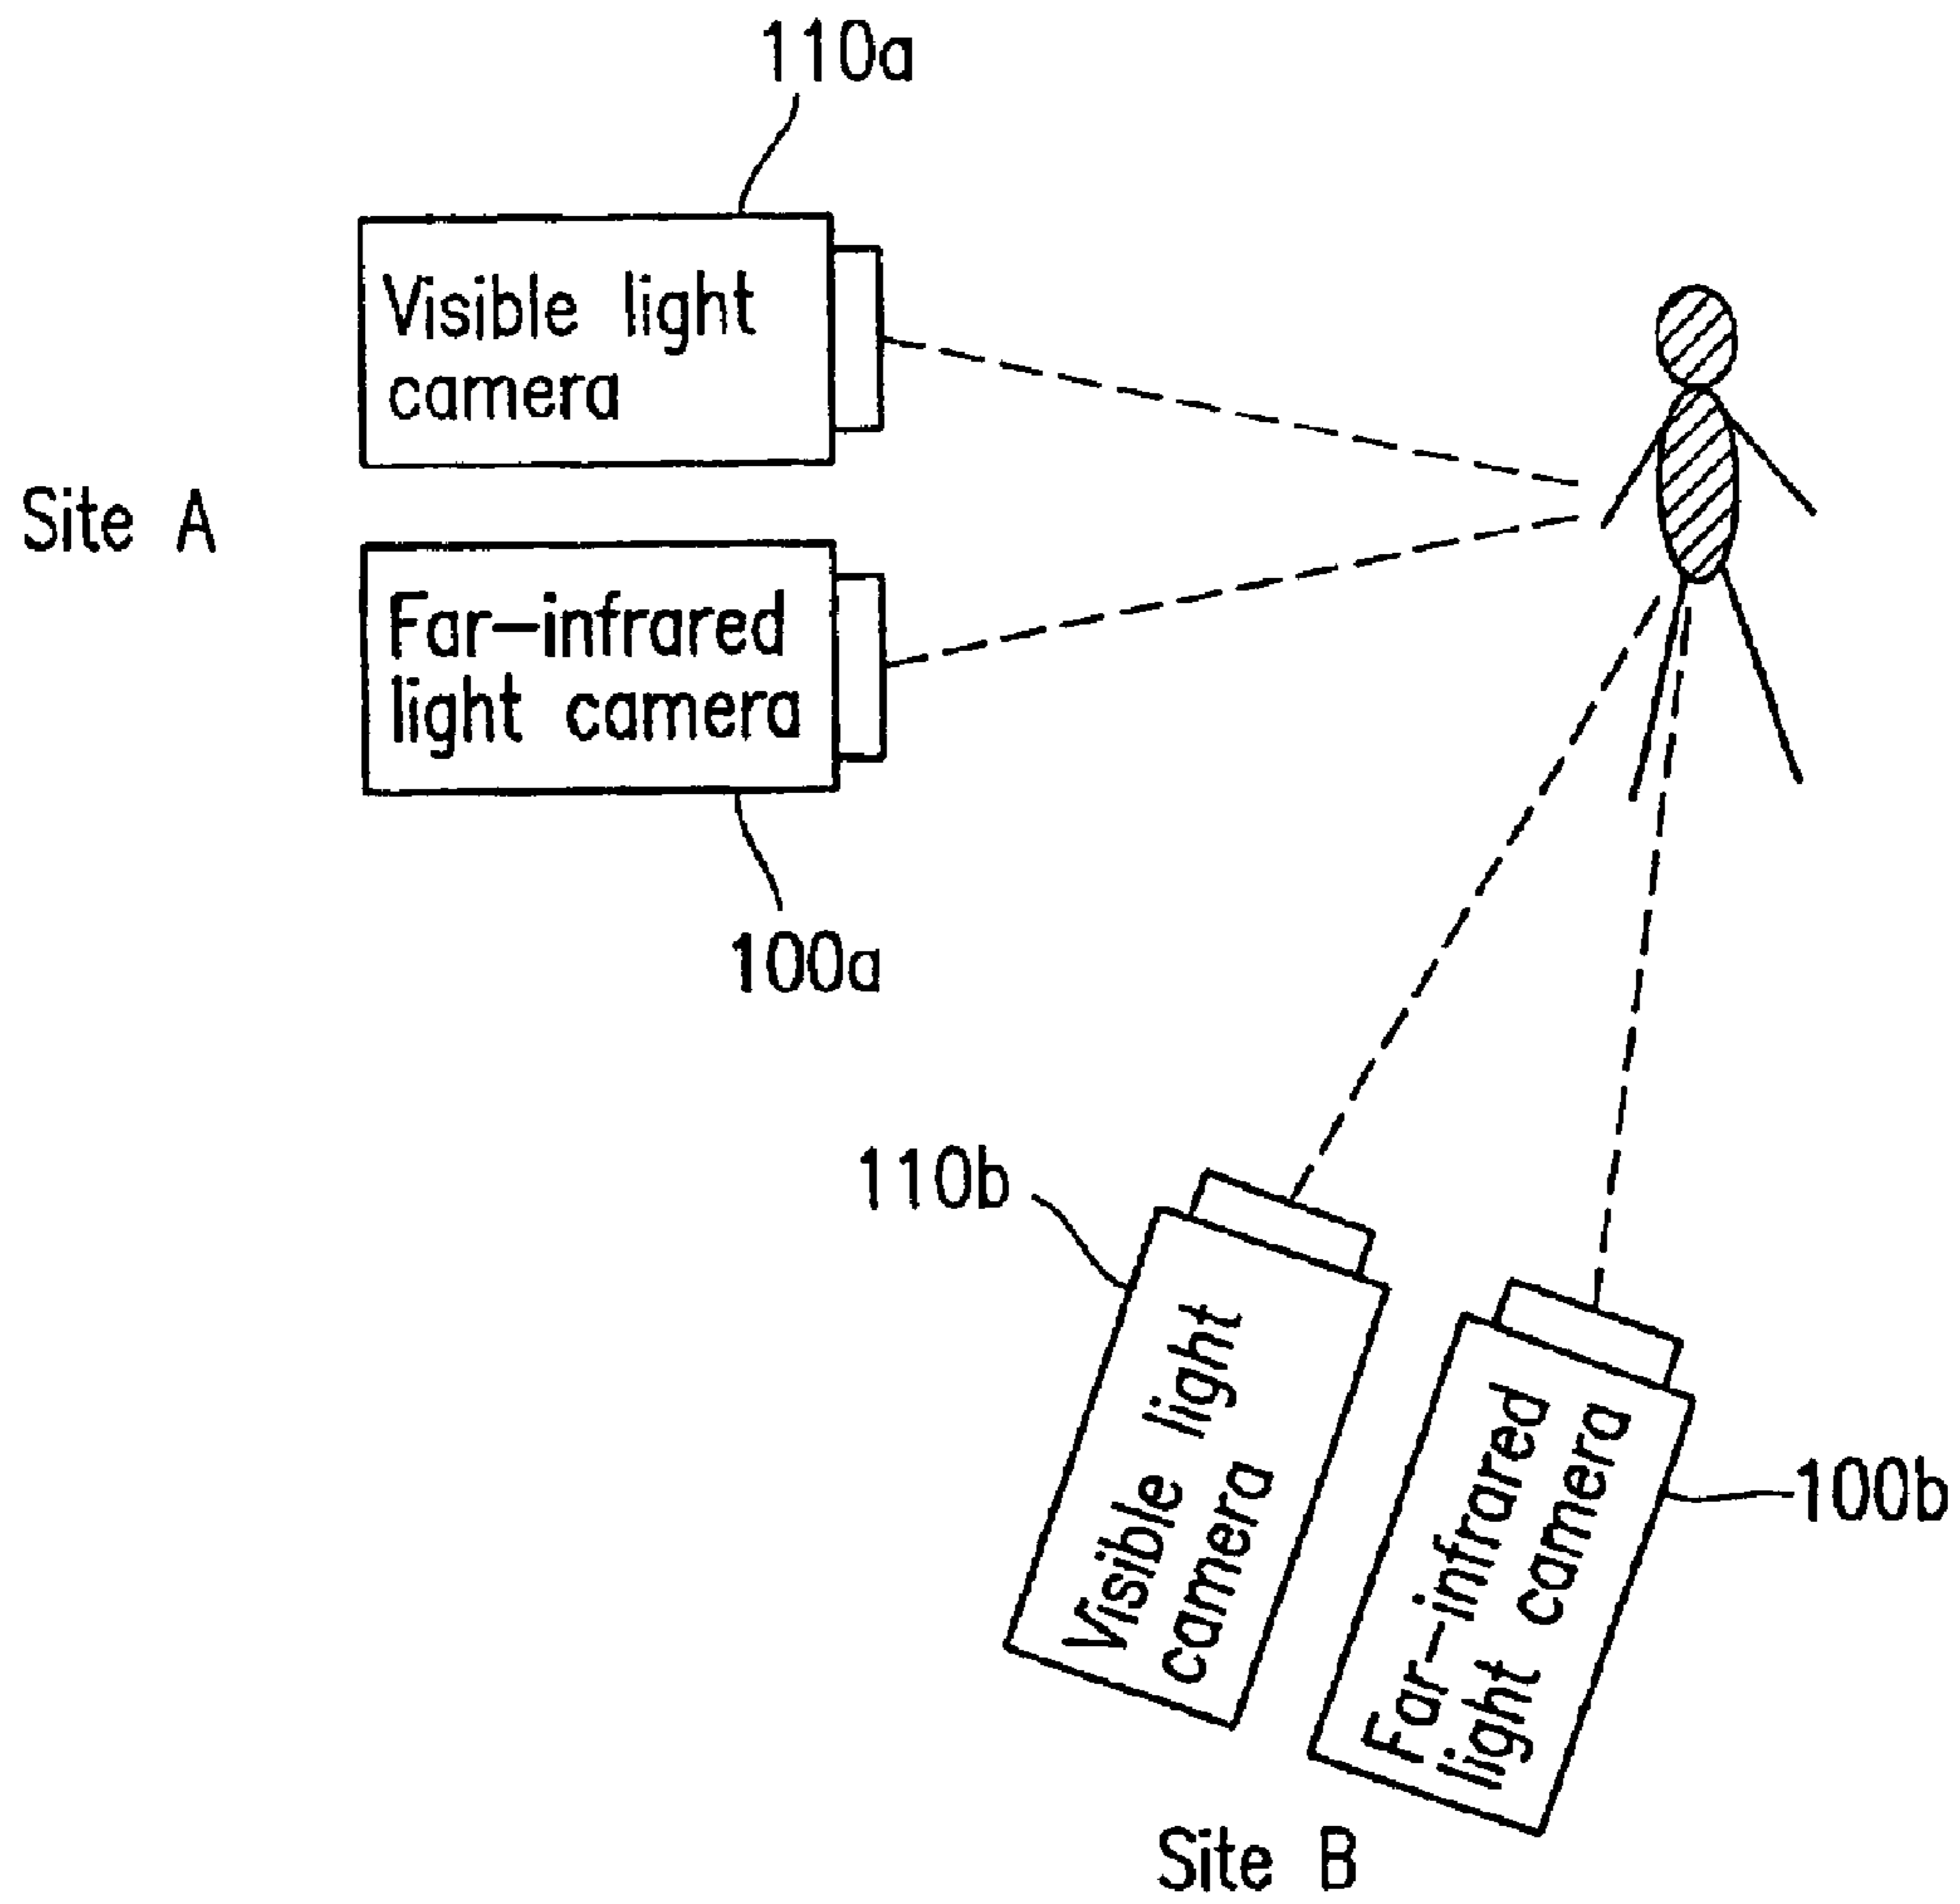 110a
Visible light
camera
Site A
Far-infrared
light camera
100a
110b
Visible light
camera
Far-infrared
light camera
100b
Site B